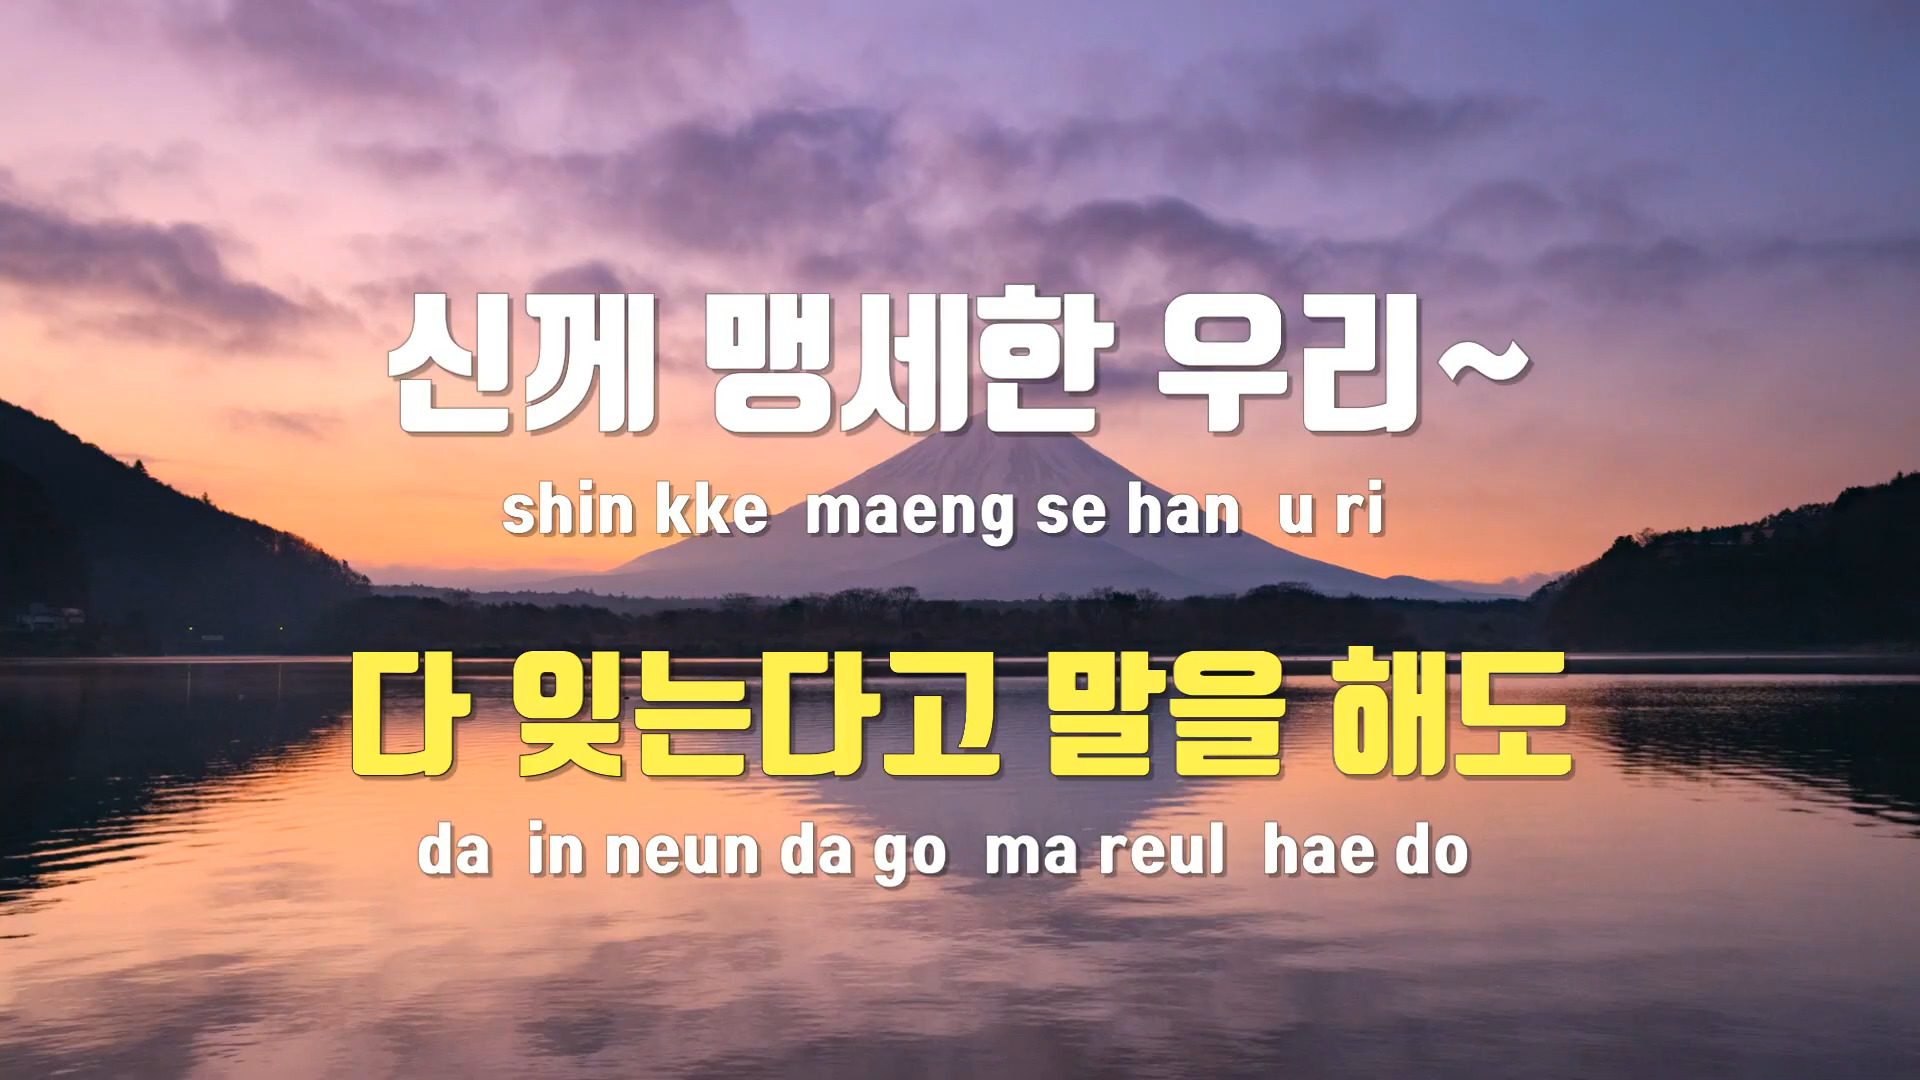 신께 맹세한 우리~
shin kke maeng se han u ri
다 잊는다고 말을 해도
da in neun da go ma reul hae do